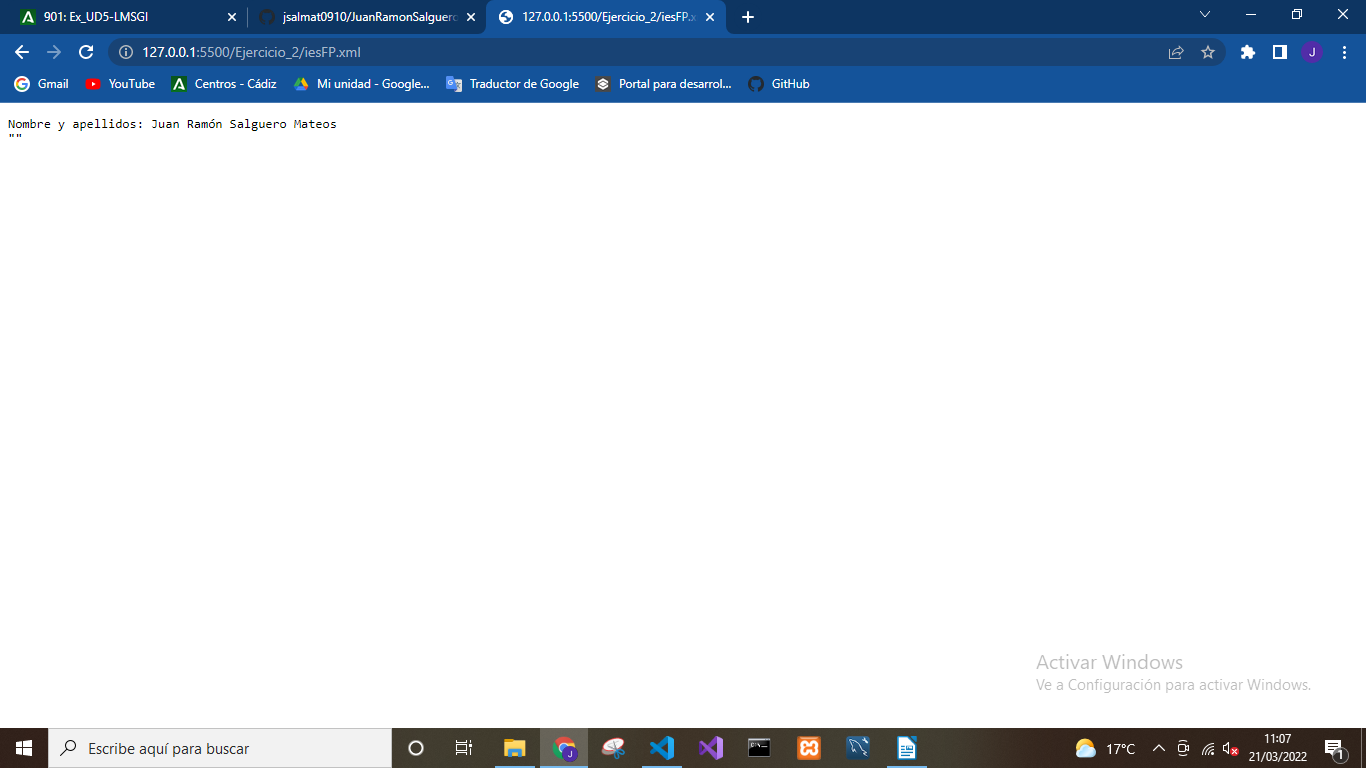 901: Ex_UD5-LMSGI
jsalmat0910/JuanRamonSalguero
127.0.0.1:5500/Ejercicio_2/iesFP.x
127.0.0.1:5500/Ejercicio_2/iesFP.xml
J
Gmail
YouTube
Centros - Cádiz
Mi unidad - Google...
Traductor de Google
Portal para desarrol...
GitHub
Nombre y apellidos: Juan Ramón Salguero Mateos
""
Activar Windows
Ve a Configuración para activar Windows.
Escribe aquí para buscar
J
17°C
11:07
21/03/2022
1